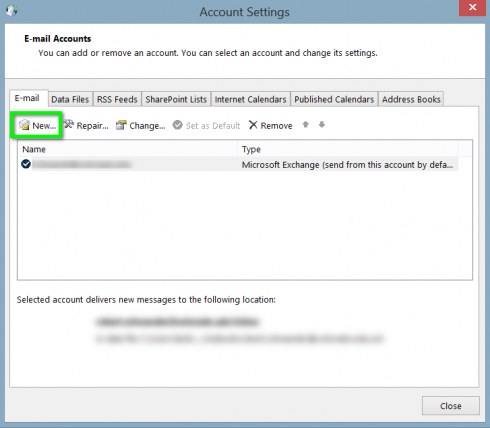 Account Settings
E-mail Accounts
You can add or remove an account. You can select an account and change its settings.
E-mail Data Files RSS Feeds SharePoint Lists Internet Calendars Published Calendars Address Books
New... Repair... Change... Set as Default Remove
Name Type
Microsoft Exchange (send from this account by defa...
Selected account delivers new messages to the following location:
Close